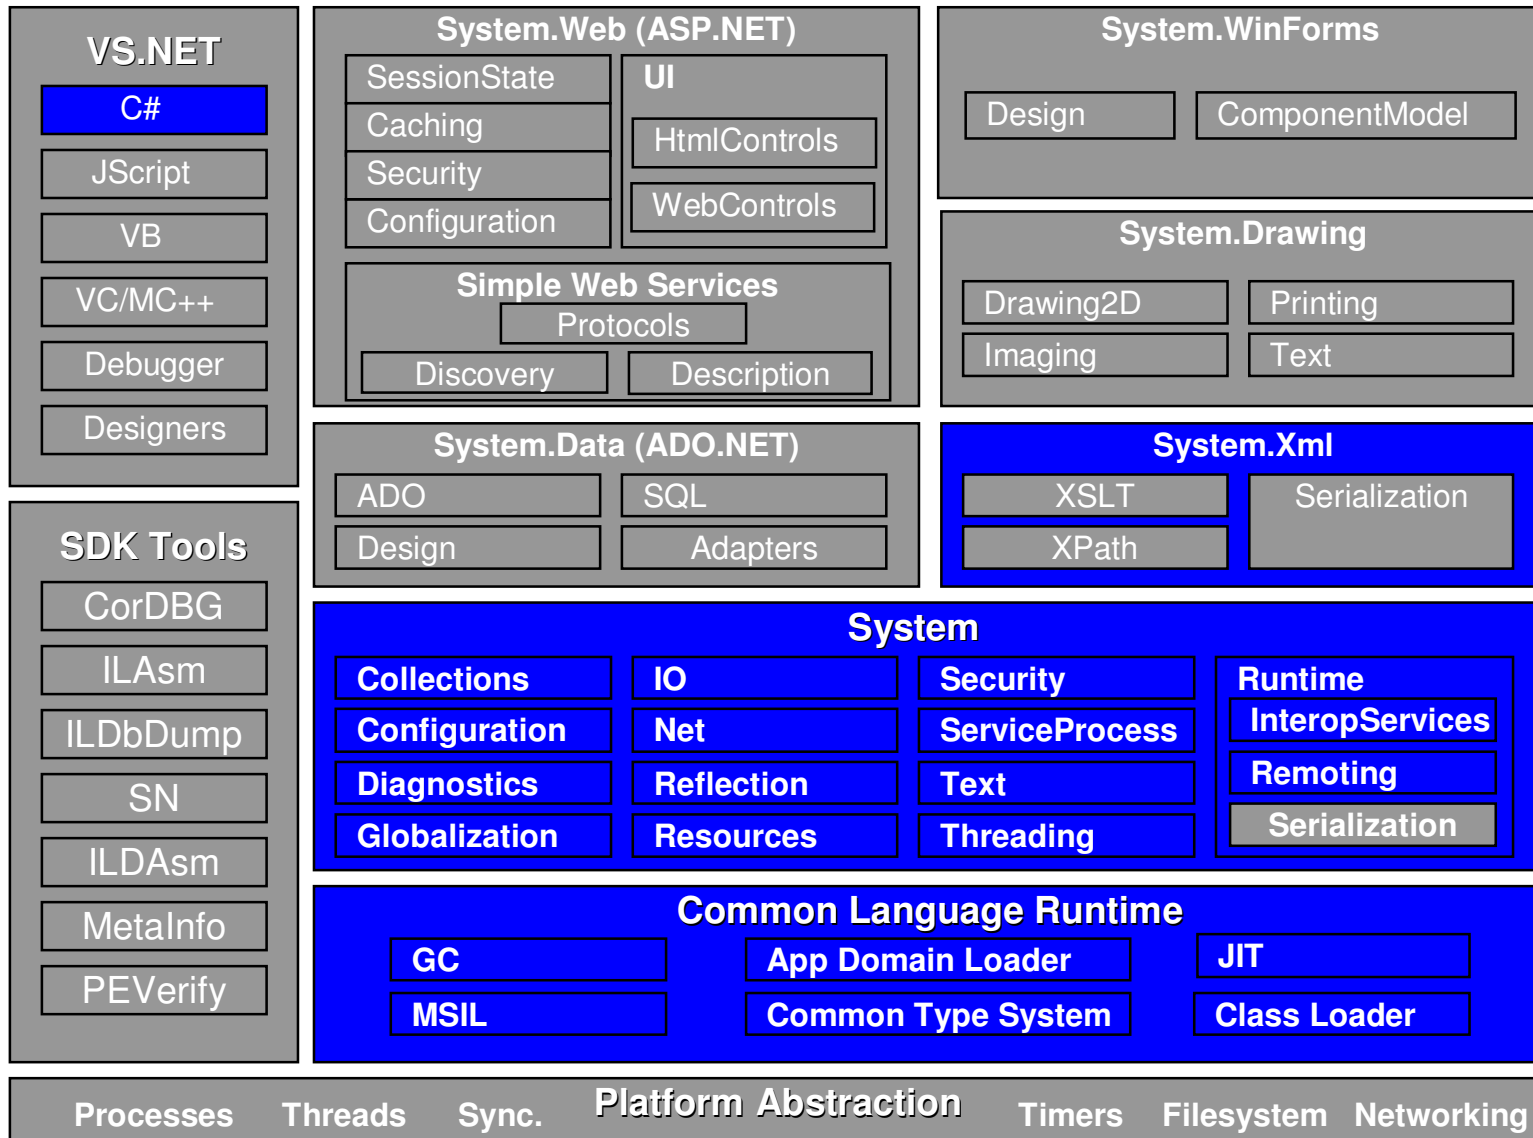 VS.NET
C#
JScript
VB
VC/MC++
Debugger
Designers
SDK Tools
CorDBG
ILAsm
ILDbDump
SN
ILDAsm
MetaInfo
PEVerify
System.Web (ASP.NET)
SessionState
Caching
Security
Configuration
UI
HtmlControls
WebControls
Simple Web Services
Protocols
Discovery
Description
System.WinForms
Design
ComponentModel
System.Drawing
Drawing2D
Printing
Imaging
Text
System.Data (ADO.NET)
ADO
SQL
Design
Adapters
System.Xml
XSLT
Serialization
XPath
System
Collections
IO
Security
Runtime
Configuration
Net
ServiceProcess
InteropServices
Diagnostics
Reflection
Text
Remoting
Globalization
Resources
Threading
Serialization
Common Language Runtime
GC
App Domain Loader
JIT
MSIL
Common Type System
Class Loader
Platform Abstraction
Processes
Threads
Sync.
Timers
Filesystem
Networking